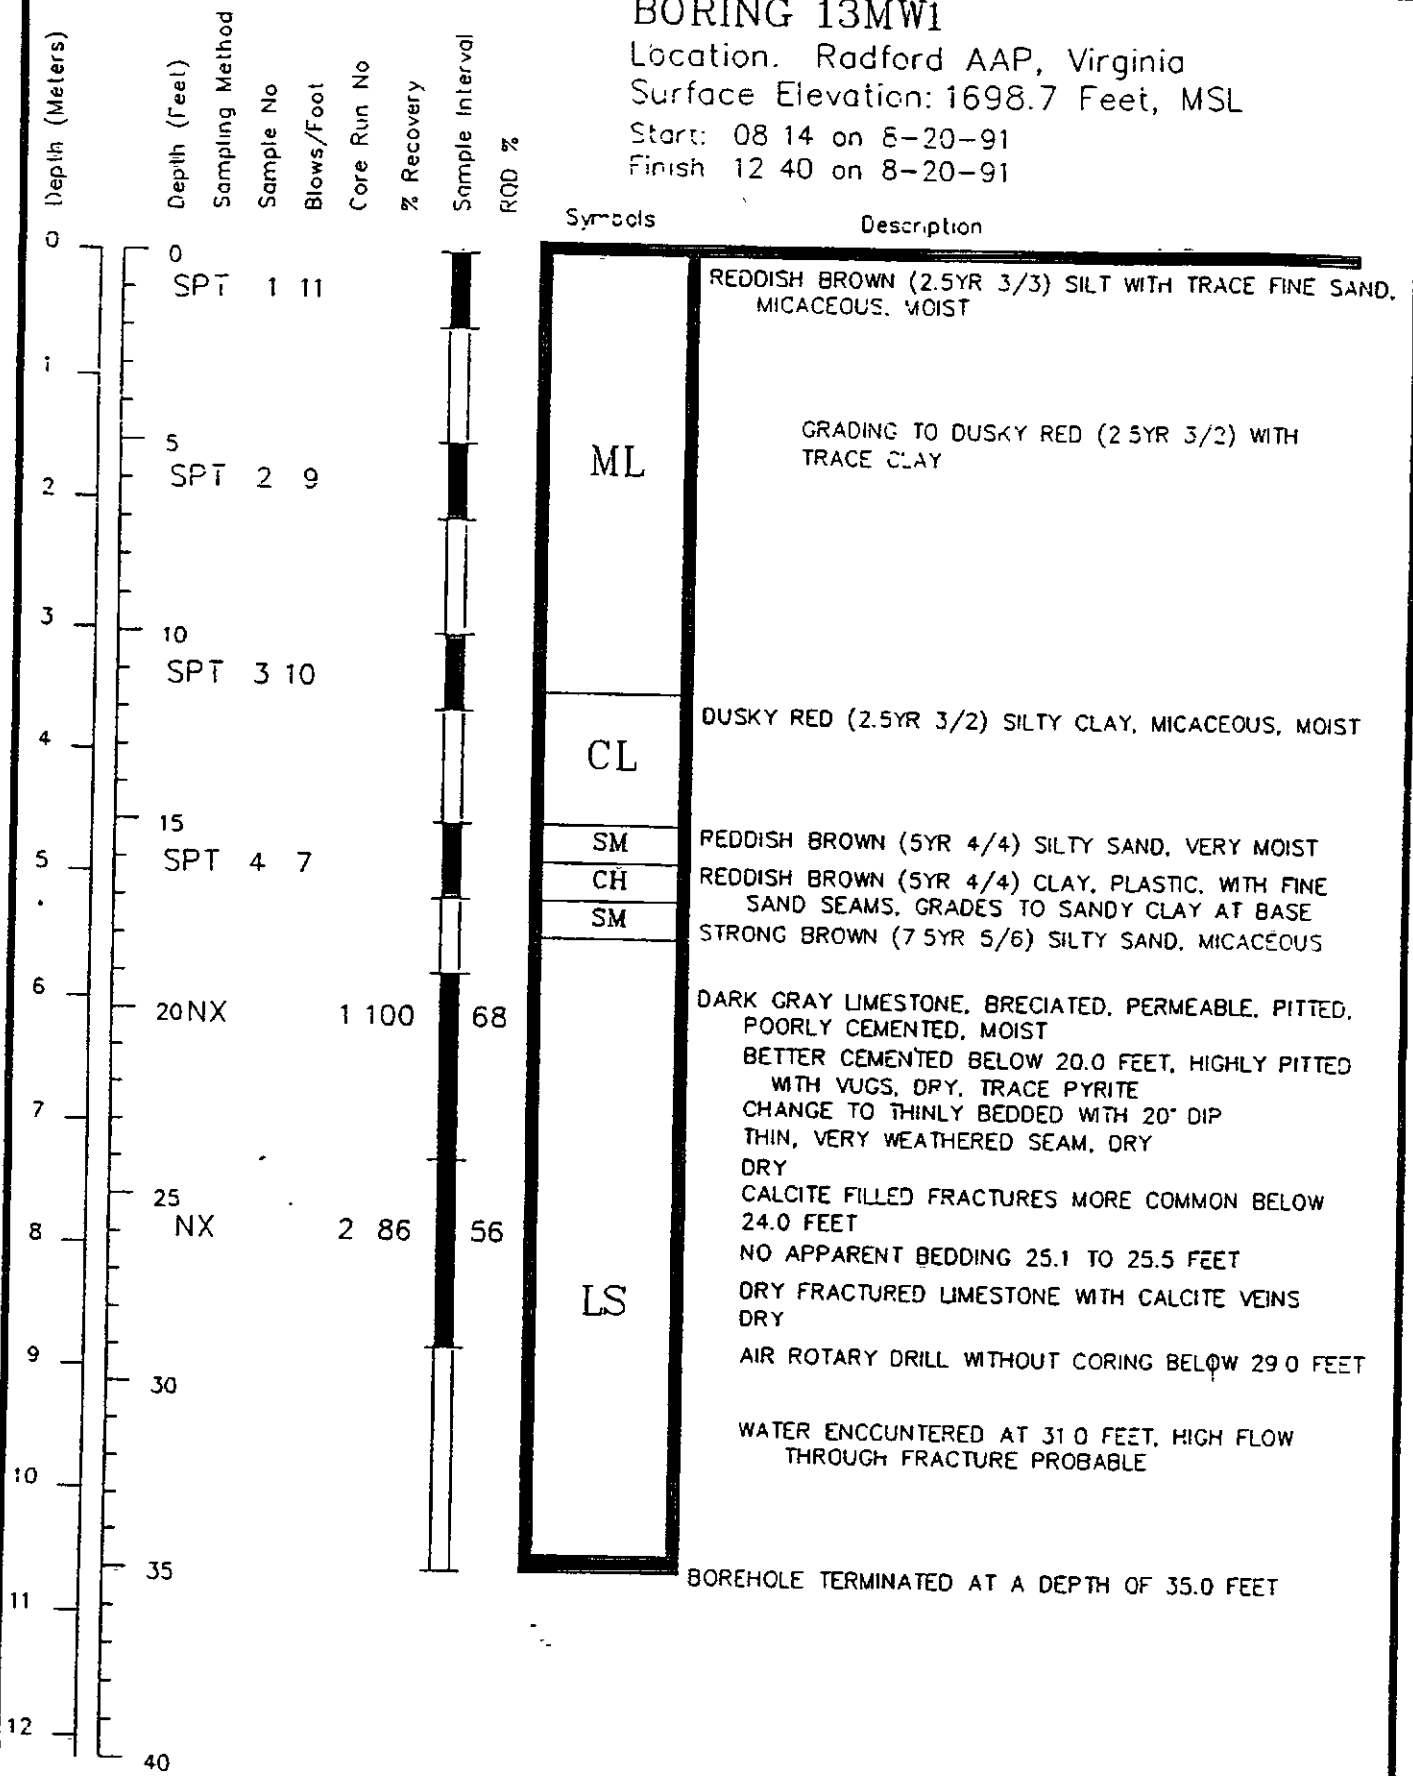 BORING 13MW1
Location. Radford AAP, Virginia
Surface Elevation: 1698.7 Feet, MSL
Start: 08 14 on 8-20-91
Finish 12 40 on 8-20-91
Depth (Meters)
Depth (Feet)
Sampling Method
Sample No
Blows/Foot
Core Run No
% Recovery
Sample Interval
RQD %
Symbols Description
0 0
SPT 1 11
REDDISH BROWN (2.5YR 3/3) SILT WITH TRACE FINE SAND,
MICACEOUS, MOIST
1
5
GRADING TO DUSKY RED (2 5YR 3/2) WITH
TRACE CLAY
ML
SPT 2 9
2
3
10
SPT 3 10
DUSKY RED (2.5YR 3/2) SILTY CLAY, MICACEOUS, MOIST
4
CL
15
SM REDDISH BROWN (5YR 4/4) SILTY SAND, VERY MOIST
5
SPT 4 7
CH REDDISH BROWN (5YR 4/4) CLAY, PLASTIC, WITH FINE
SAND SEAMS, GRADES TO SANDY CLAY AT BASE
SM
STRONG BROWN (7 5YR 5/6) SILTY SAND, MICACEOUS
6
DARK GRAY LIMESTONE, BRECIATED, PERMEABLE, PITTED,
20 NX 1 100 68
POORLY CEMENTED, MOIST
BETTER CEMENTED BELOW 20.0 FEET, HIGHLY PITTED
WITH VUGS, DRY, TRACE PYRITE
7
CHANGE TO THINLY BEDDED WITH 20° DIP
THIN, VERY WEATHERED SEAM, DRY
DRY
25
CALCITE FILLED FRACTURES MORE COMMON BELOW
24.0 FEET
8
NX 2 86 56
NO APPARENT BEDDING 25.1 TO 25.5 FEET
LS
DRY FRACTURED LIMESTONE WITH CALCITE VEINS
DRY
9
AIR ROTARY DRILL WITHOUT CORING BELOW 29 0 FEET
30
WATER ENCOUNTERED AT 31 0 FEET, HIGH FLOW
THROUGH FRACTURE PROBABLE
10
35
BOREHOLE TERMINATED AT A DEPTH OF 35.0 FEET
11
12
40